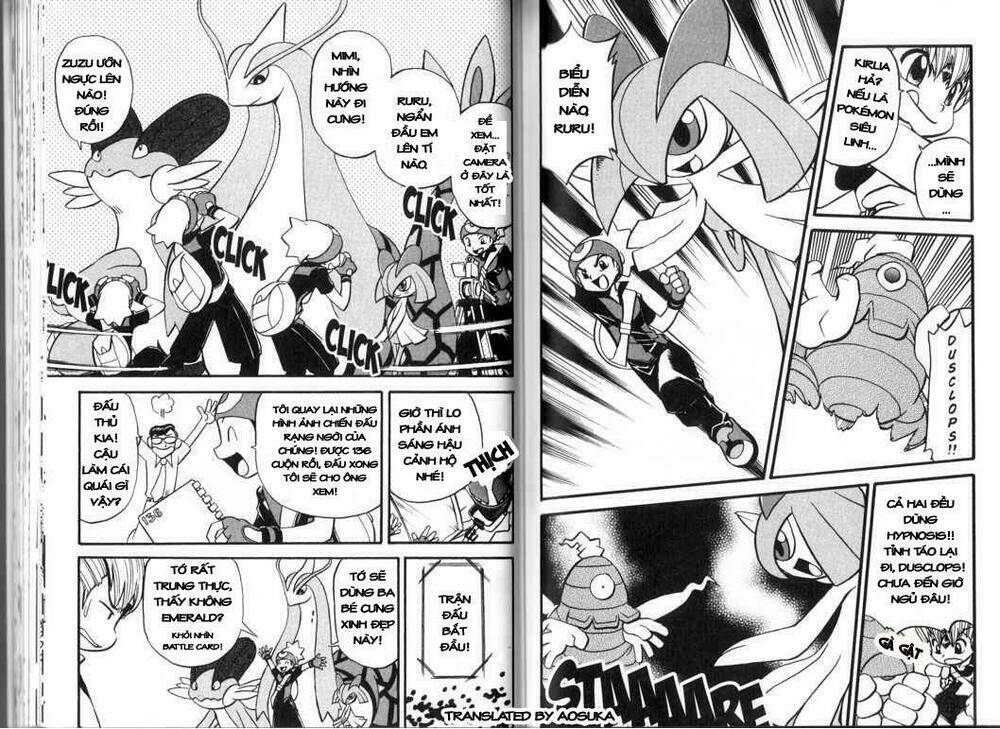 KIRLIA
HẢ?
NẾU LÀ
POKÉMON
SIÊU
LINH...
...MÌNH
SẼ
DÙNG
...
BIỂU
DIỄN
NÀO,
RURU!
DUSCLOPS!!
CẢ HAI ĐỀU
DÙNG
HYPNOSIS!!
TỈNH TÁO LẠI
ĐI, DUSCLOPS!
CHƯA ĐẾN GIỜ
NGỦ ĐÂU!
GÀ GẬT
STAAAAARE
ĐỂ
XEM...
ĐẶT
CAMERA
Ở ĐÂY LÀ
TỐT
NHẤT!
RURU,
NGẨN
ĐẦU EM
LÊN TÍ
NÀO.
MIMI,
NHÌN
HƯỚNG
NÀY ĐI
CƯNG!
ZUZU ƯỠN
NGỰC LÊN
NÀO!
ĐÚNG
RỒI!
CLICK
CLICK
CLICK
CLICK
GIỜ THÌ LO
PHẦN ÁNH
SÁNG HẬU
CẢNH HỘ
NHÉ!
THỊCH
TÔI QUAY LẠI NHỮNG
HÌNH ẢNH CHIẾN ĐẤU
RẠNG NGỜI CỦA
CHÚNG! ĐƯỢC 136
CUỘN RỒI, ĐẤU XONG
TÔI SẼ CHO ÔNG
XEM!
136
ĐẤU
THỦ
KIA!
CẬU
LÀM CÁI
QUÁI GÌ
VẬY?
TRẬN
ĐẤU
BẮT
ĐẦU!
TỚ SẼ
DÙNG BA
BÉ CƯNG
XINH ĐẸP
NÀY!
TỚ RẤT
TRUNG THỰC,
THẤY KHÔNG
EMERALD?
KHỎI NHÌN
BATTLE CARD!
TRANSLATED BY AOSUKA